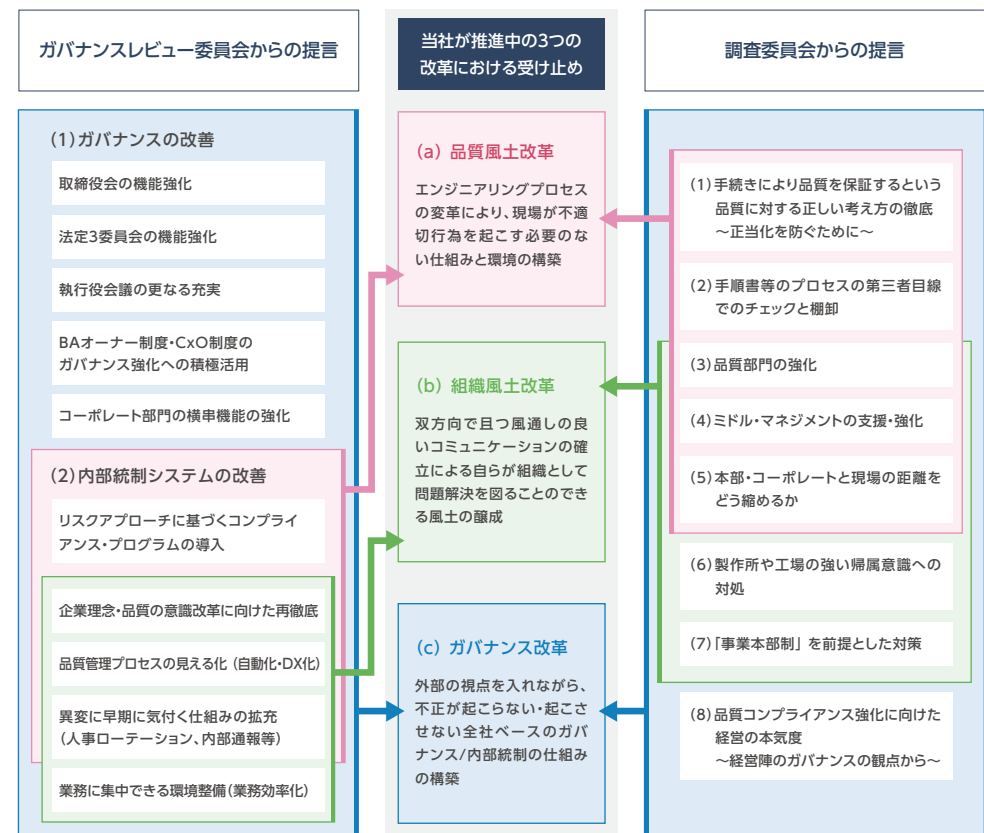 ガバナンスレビュー委員会からの提言
(1)ガバナンスの改善
取締役会の機能強化
法定3委員会の機能強化
執行役会議の更なる充実
BAオーナー制度・CxO制度の
ガバナンス強化への積極活用
コーポレート部門の横串機能の強化
(2)内部統制システムの改善
リスクアプローチに基づくコンプライ
アンス・プログラムの導入
企業理念・品質の意識改革に向けた再徹底
品質管理プロセスの見える化(自動化・DX化)
異変に早期に気付く仕組みの拡充
(人事ローテーション、内部通報等)
業務に集中できる環境整備(業務効率化)
当社が推進中の3つの
改革における受け止め
(a) 品質風土改革
エンジニアリングプロセス
の変革により、現場が不適
切行為を起こす必要のな
い仕組みと環境の構築
(b) 組織風土改革
双方向で且つ風通しの良
いコミュニケーションの確
立による自らが組織として
問題解決を図ることのでき
る風土の醸成
(c) ガバナンス改革
外部の視点を入れながら、
不正が起こらない・起こさ
せない全社ベースのガバ
ナンス/内部統制の仕組み
の構築
調査委員会からの提言
(1)手続きにより品質を保証するという
品質に対する正しい考え方の徹底
～正当化を防ぐために～
(2)手順書等のプロセスの第三者目線
でのチェックと棚卸
(3)品質部門の強化
(4)ミドル・マネジメントの支援・強化
(5)本部・コーポレートと現場の距離を
どう縮めるか
(6)製作所や工場の強い帰属意識への
対処
(7)「事業本部制」を前提とした対策
(8)品質コンプライアンス強化に向けた
経営の本気度
～経営陣のガバナンスの観点から～